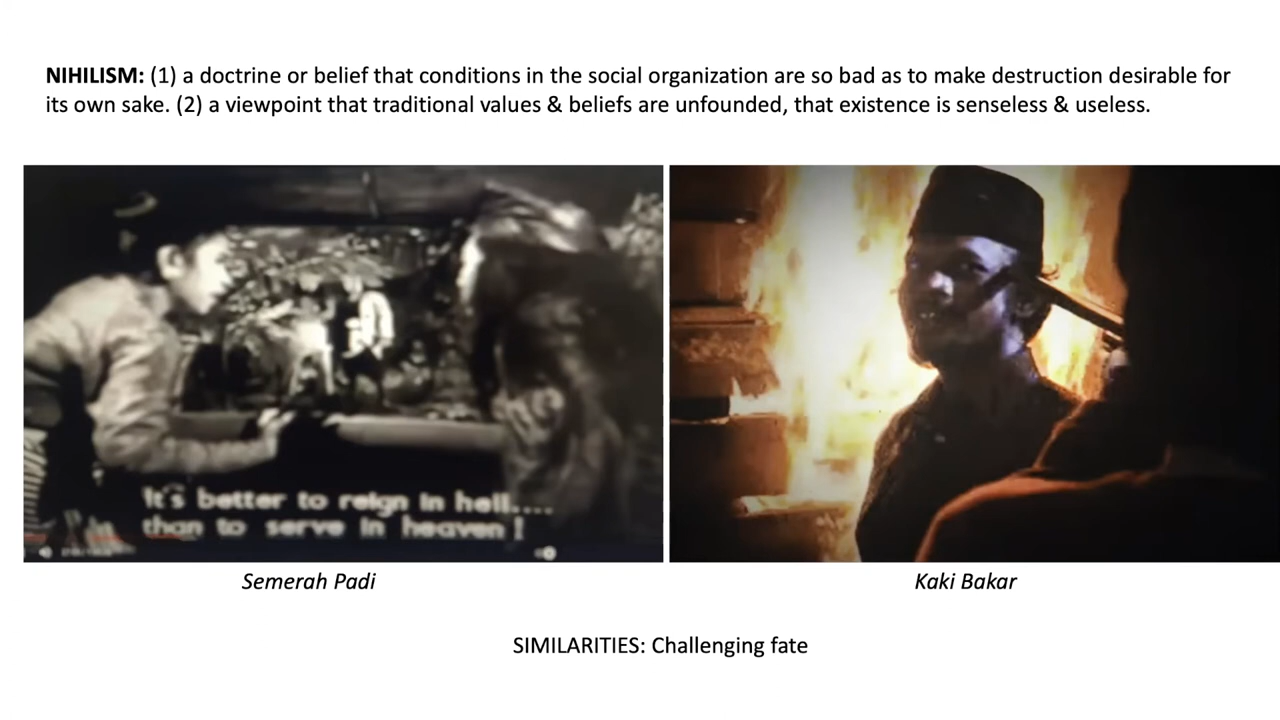 NIHILISM: (1) a doctrine or belief that conditions in the social organization are so bad as to make destruction desirable for
its own sake. (2) a viewpoint that traditional values & beliefs are unfounded, that existence is senseless & useless.
It's better to reign in hell....
than to serve in heaven!
Semerah Padi
Kaki Bakar
SIMILARITIES: Challenging fate